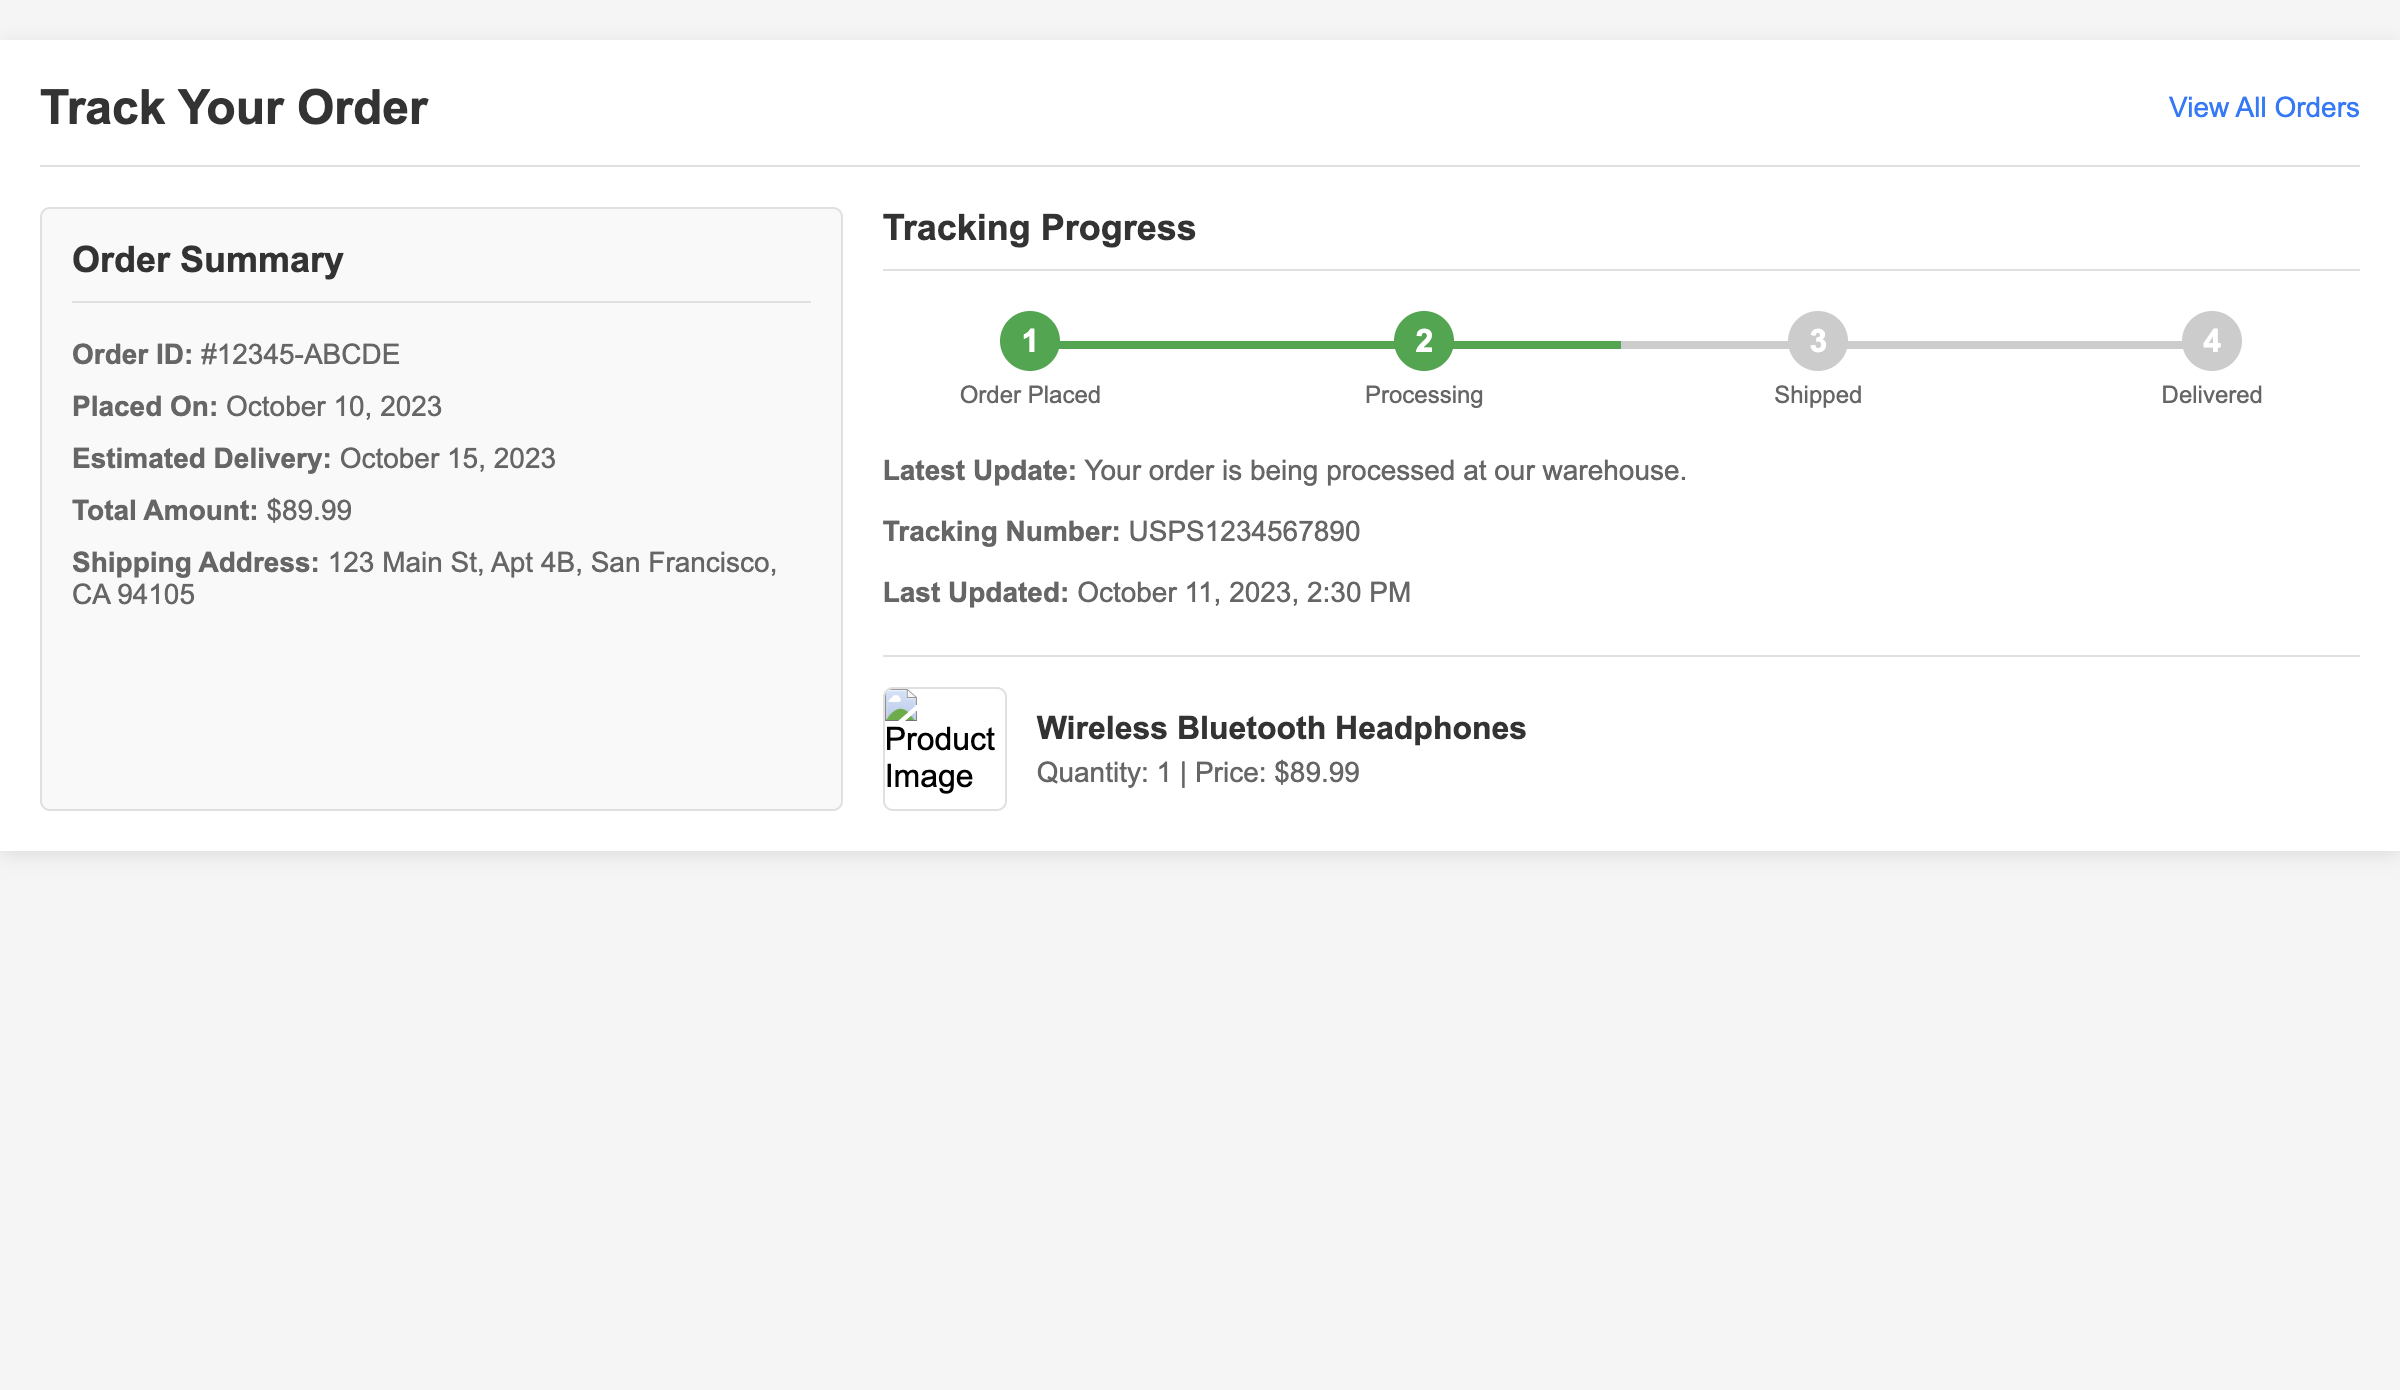 Track Your Order
View All Orders
Order Summary
Order ID: #12345-ABCDE
Placed On: October 10, 2023
Estimated Delivery: October 15, 2023
Total Amount: $89.99
Shipping Address: 123 Main St, Apt 4B, San Francisco,
CA 94105
Tracking Progress
1
2
3
4
Order Placed
Processing
Shipped
Delivered
Latest Update: Your order is being processed at our warehouse.
Tracking Number: USPS1234567890
Last Updated: October 11, 2023, 2:30 PM
Product
Image
Wireless Bluetooth Headphones
Quantity: 1 | Price: $89.99